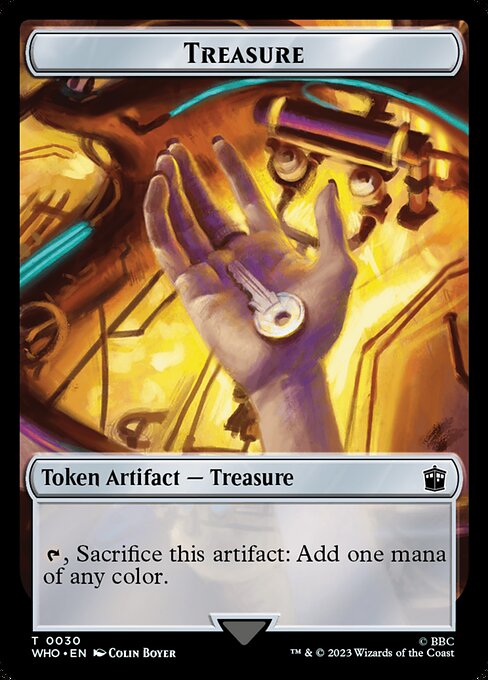 Treasure
Token Artifact — Treasure
, Sacrifice this artifact: Add one mana
of any color.
T 0030
WHO • EN Colin Boyer
© BBC
™ & © 2023 Wizards of the Coast